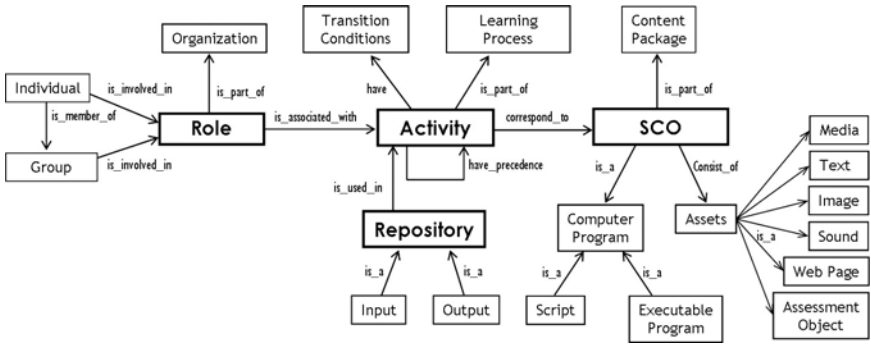 Organization
Transition
Conditions
Learning
Process
Content
Package
Individual
is_involved_in
is_part_of
have
is_part_of
is_part_of
is_member_of
Role
is_associated_with
Activity
correspond_to
SCO
Group
is_involved_in
have_precedence
is_a
Consist_of
Media
Text
Image
Sound
is_a
Web Page
Assessment
Object
is_used_in
Repository
Computer
Program
Assets
is_a
is_a
is_a
is_a
Input
Output
Script
Executable
Program